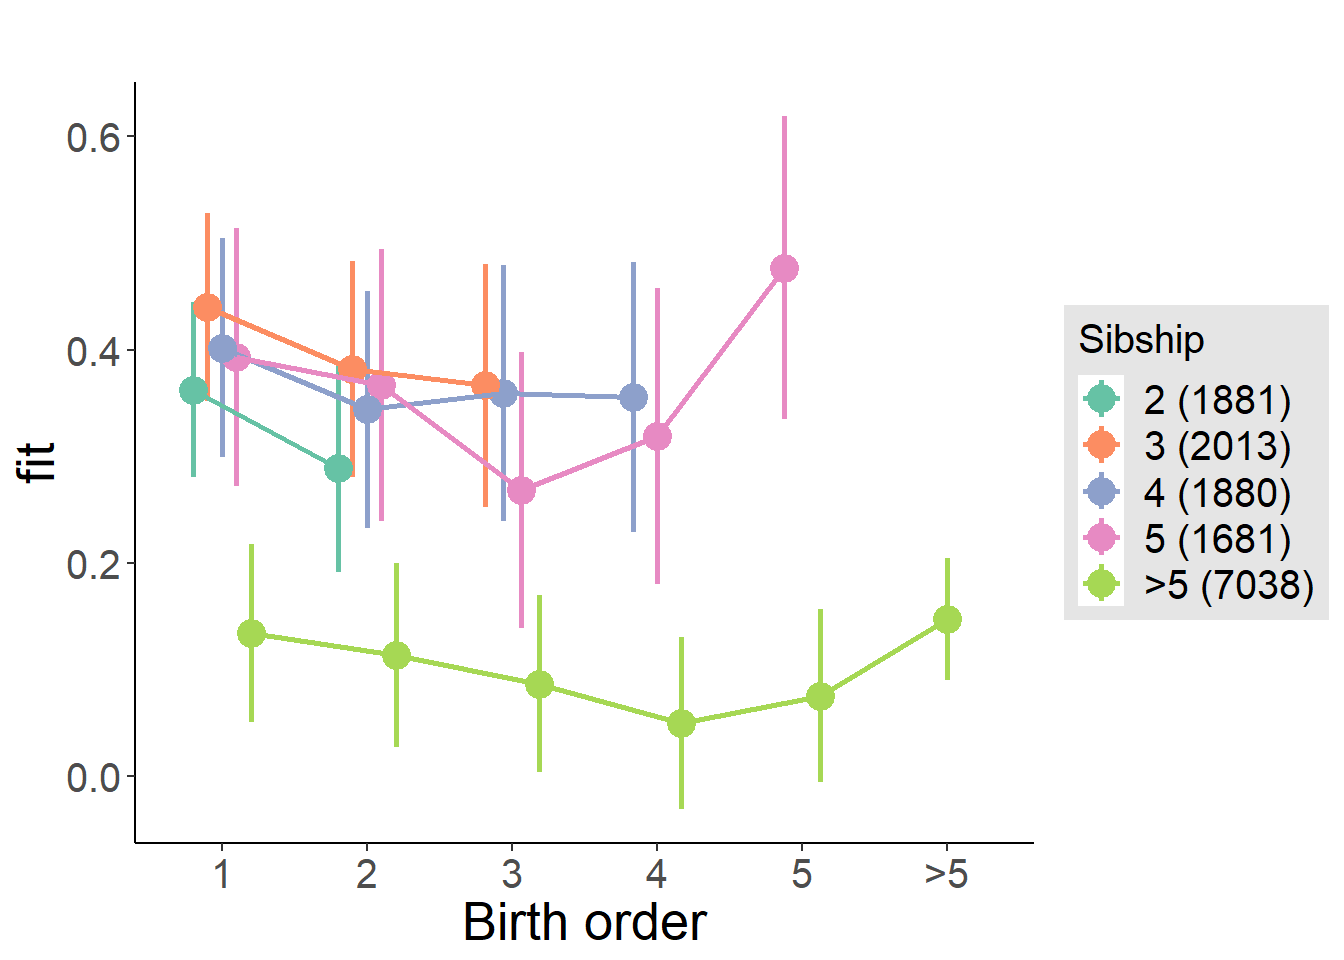 0.6
0.4
0.2
0.0
fit
1 2 3 4 5 >5
Birth order
Sibship
2 (1881)
3 (2013)
4 (1880)
5 (1681)
>5 (7038)